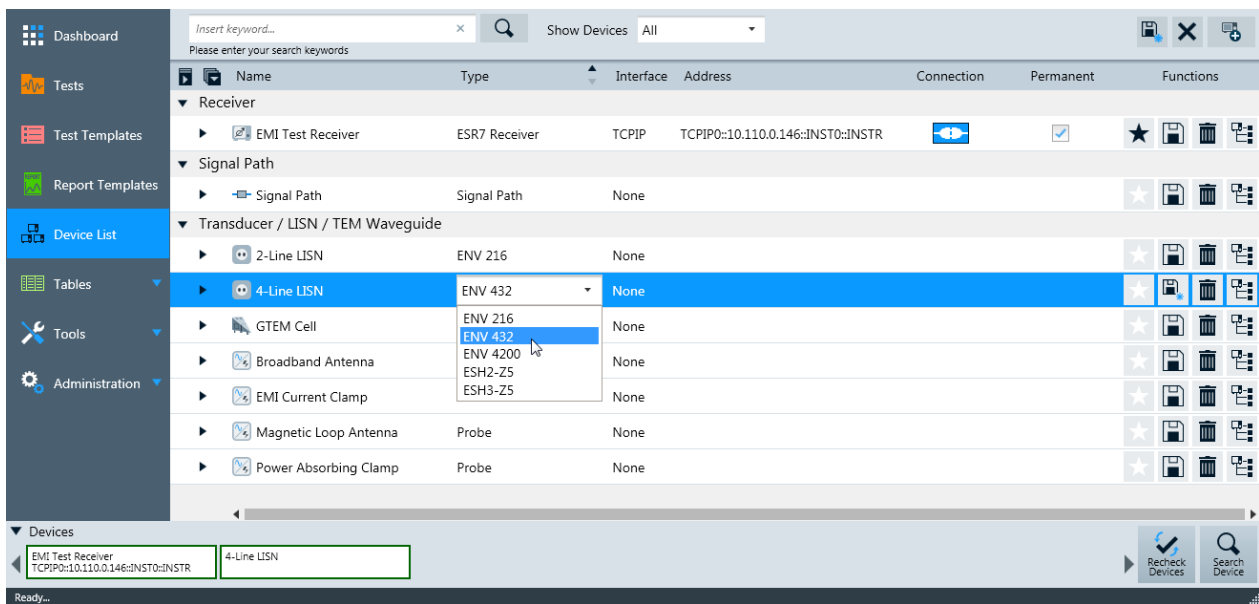 Dashboard
Tests
Test Templates
Report Templates
Device List
Tables
Tools
Administration
Insert keyword...
Please enter your search keywords
Show Devices All
Name Type Interface Address Connection Permanent Functions
Receiver
EMI Test Receiver ESR7 Receiver TCPIP TCPIP0::10.110.0.146::INST0::INSTR
Signal Path
Signal Path Signal Path None
Transducer / LISN / TEM Waveguide
2-Line LISN ENV 216 None
4-Line LISN ENV 432 None
ENV 216
ENV 432
ENV 4200
ESH2-Z5
ESH3-Z5
GTEM Cell None
Broadband Antenna None
EMI Current Clamp None
Magnetic Loop Antenna Probe None
Power Absorbing Clamp Probe None
Devices
EMI Test Receiver
TCPIP0::10.110.0.146::INST0::INSTR
4-Line LISN
Recheck
Devices
Search
Device
Ready...